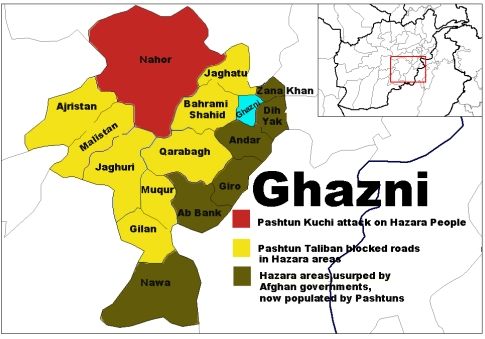 Nahor
Jaghatu
Zana Khan
Ajristan
Bahrami
Shahid
Ghazni
Dih
Yak
Malistan
Andar
Qarabagh
Jaghuri
Giro
Muqur
Ab Bank
Gilan
Nawa
Ghazni
Pashtun Kuchi attack on Hazara People
Pashtun Taliban blocked roads
in Hazara areas
Hazara areas usurped by
Afghan governments,
now populated by Pashtuns